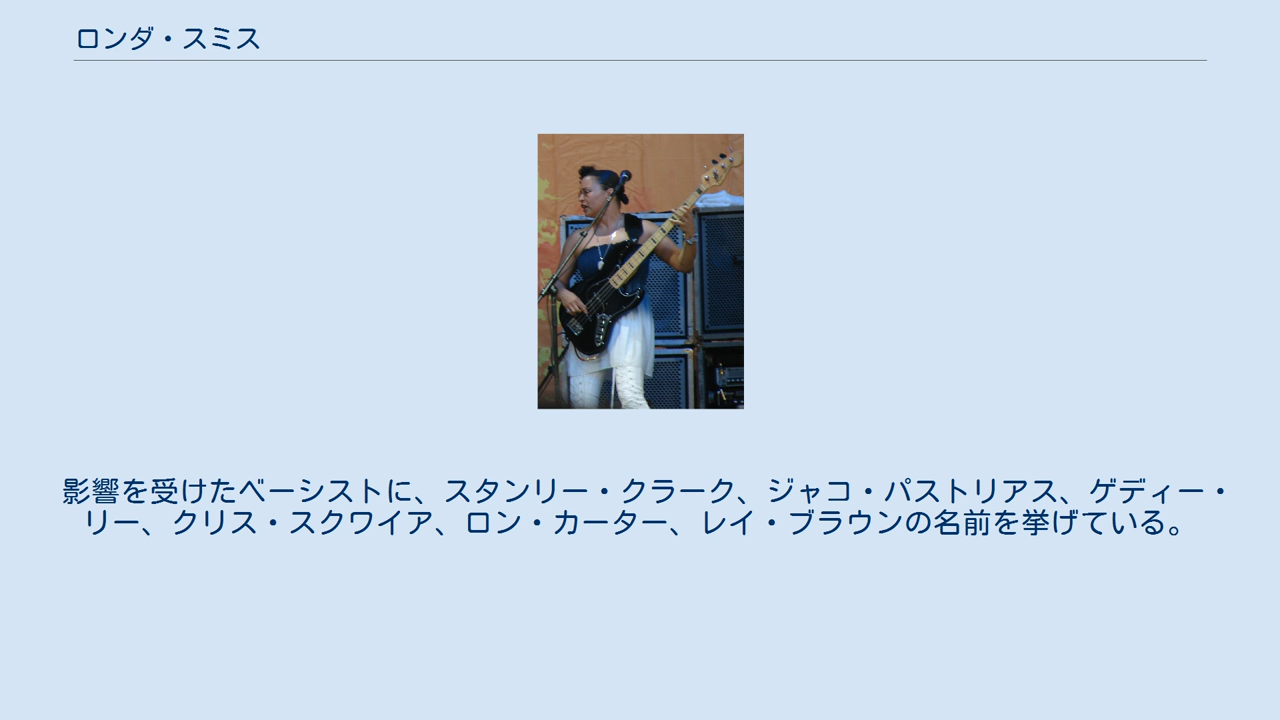 ロンダ・スミス
影響を受けたベーシストに、スタンリー・クラーク、ジャコ・パストリアス、ゲディー・
リー、クリス・スクワイア、ロン・カーター、レイ・ブラウンの名前を挙げている。